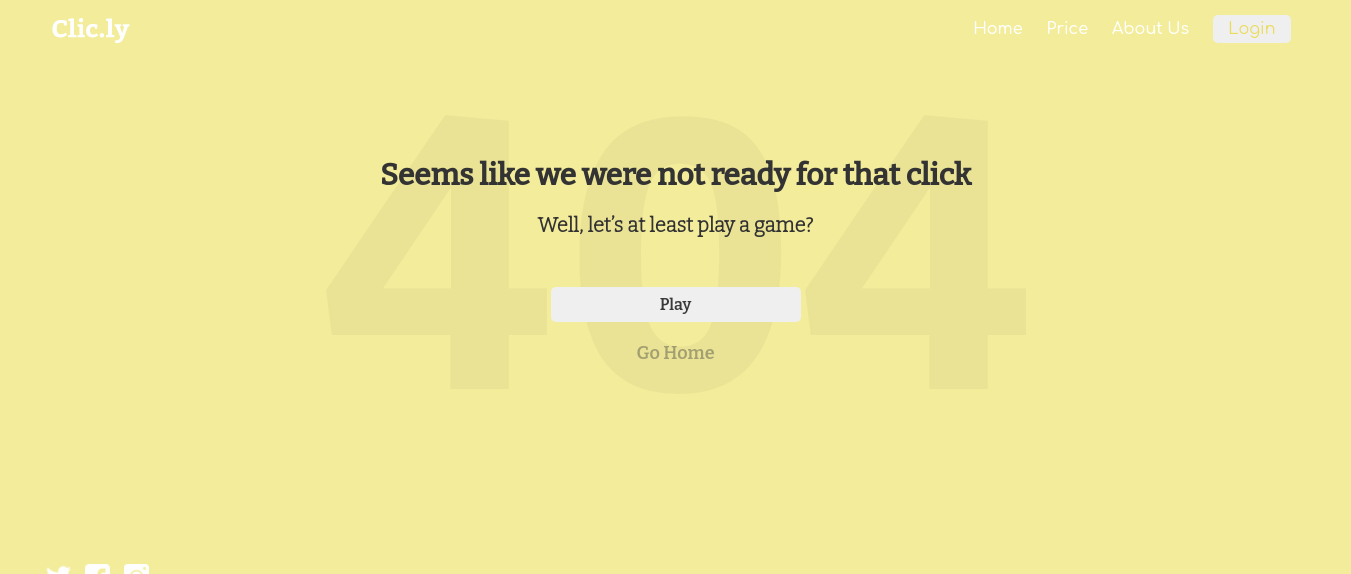 Clic.ly
Home Price About Us Login
404
Seems like we were not ready for that click
Well, let's at least play a game?
Play
Go Home